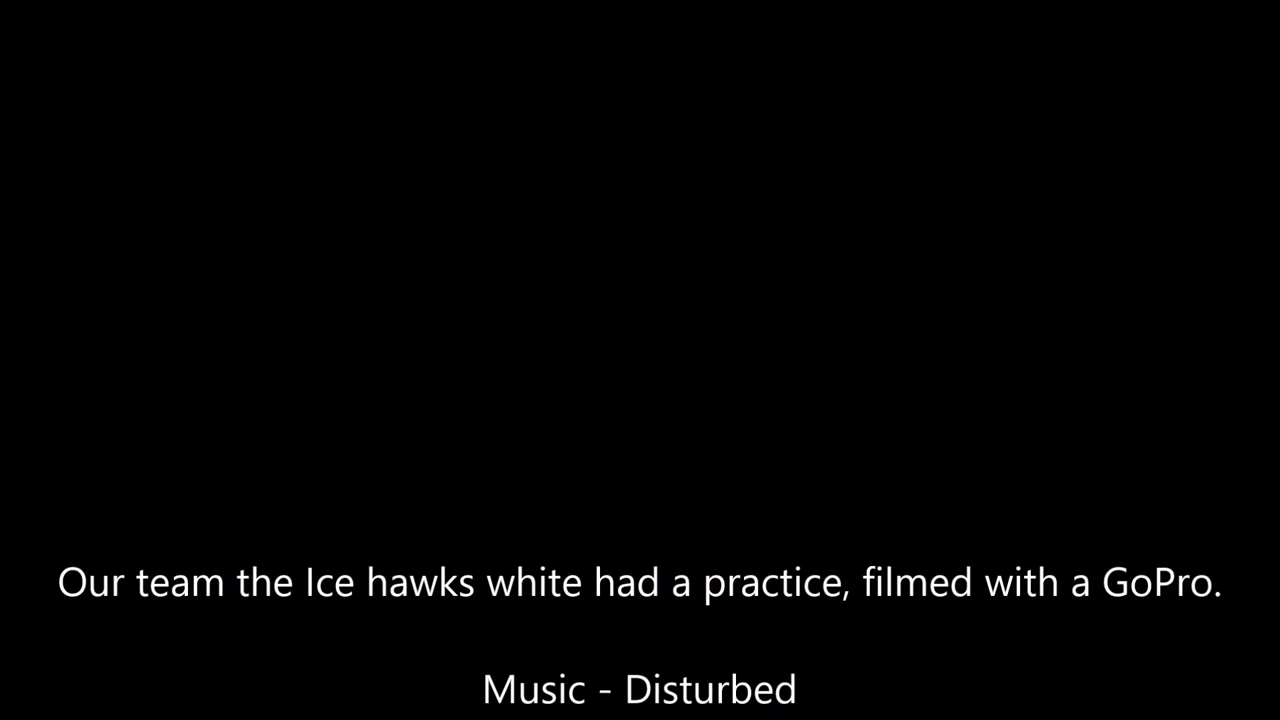 Our team the Ice hawks white had a practice, filmed with a GoPro.
Music - Disturbed